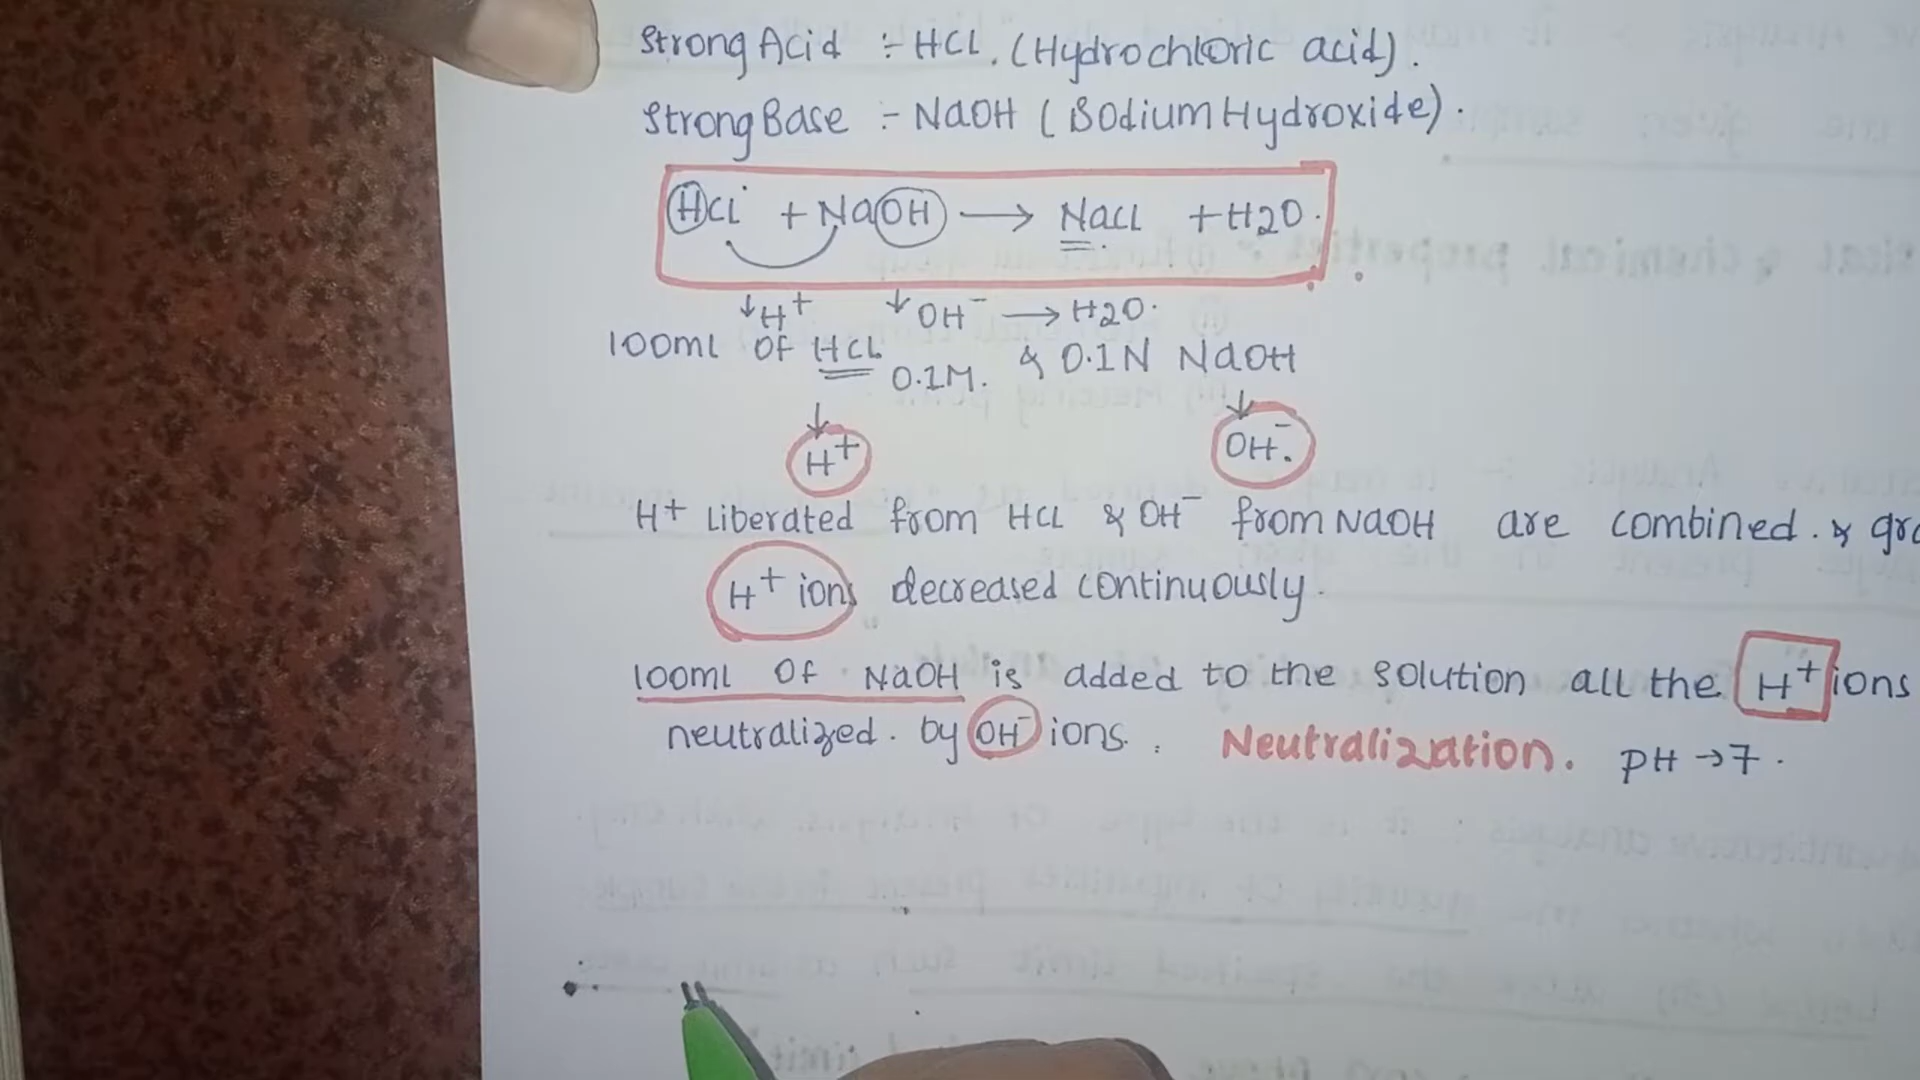 Strong Acid :- HCL. (Hydrochloric acid).
Strong Base :- NaOH (Sodium Hydroxide).
HCl + NaOH → NaCl + H2O.
↓H+ ↓OH- → H2O.
100ml OF HCL 0.1M. & 0.1N NaOH
↓ ↓
H+ OH-.
H+ Liberated from HCL & OH- from NaOH are combined. &
H+ ions decreased continuously.
100ml OF NaOH is added to the solution all the H+ ions
neutralized. by OH- ions. Neutralization. PH → 7.